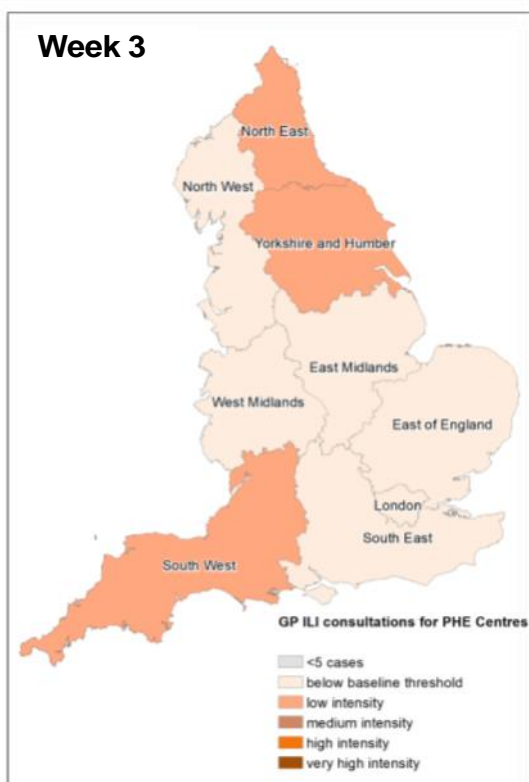 Week 3
North East
North West
Yorkshire and Humber
East Midlands
West Midlands
East of England
London
South East
South West
GP ILI consultations for PHE Centres
<5 cases
below baseline threshold
low intensity
medium intensity
high intensity
very high intensity